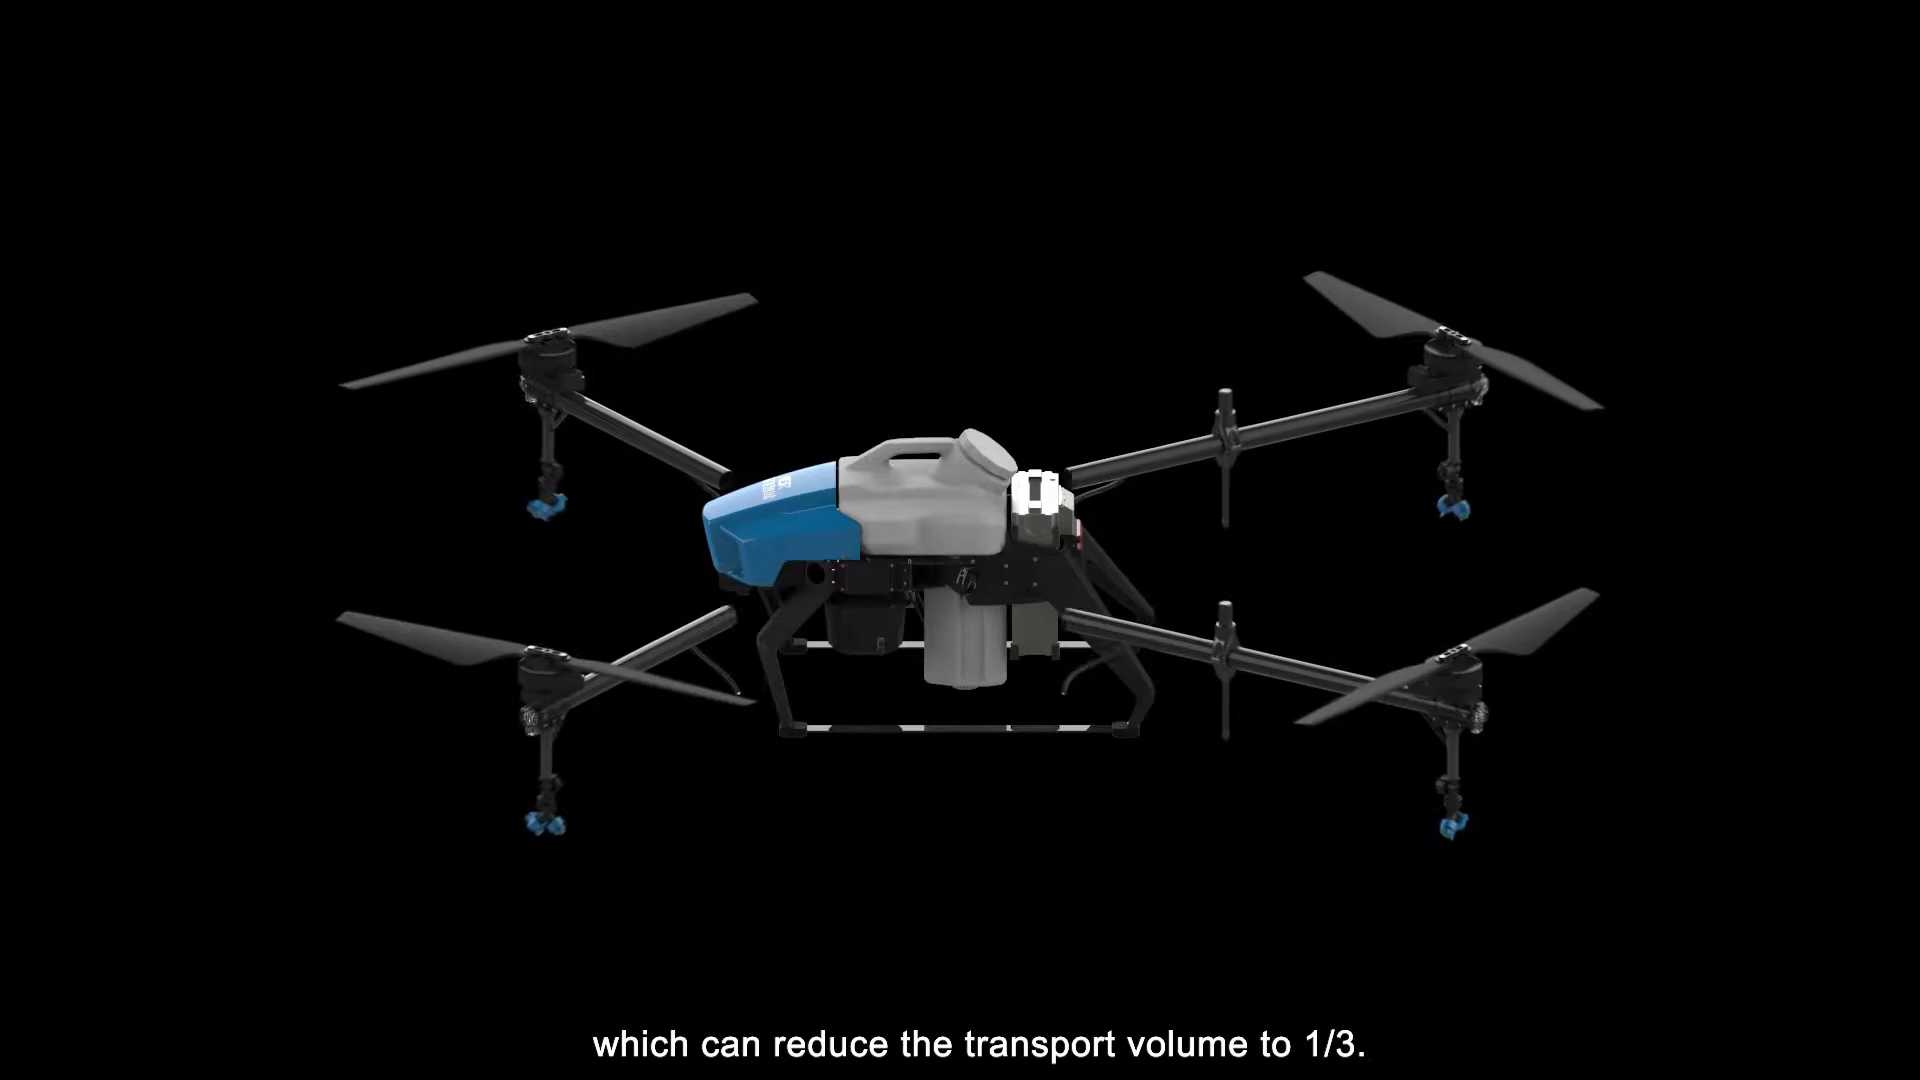 which can reduce the transport volume to 1/3.